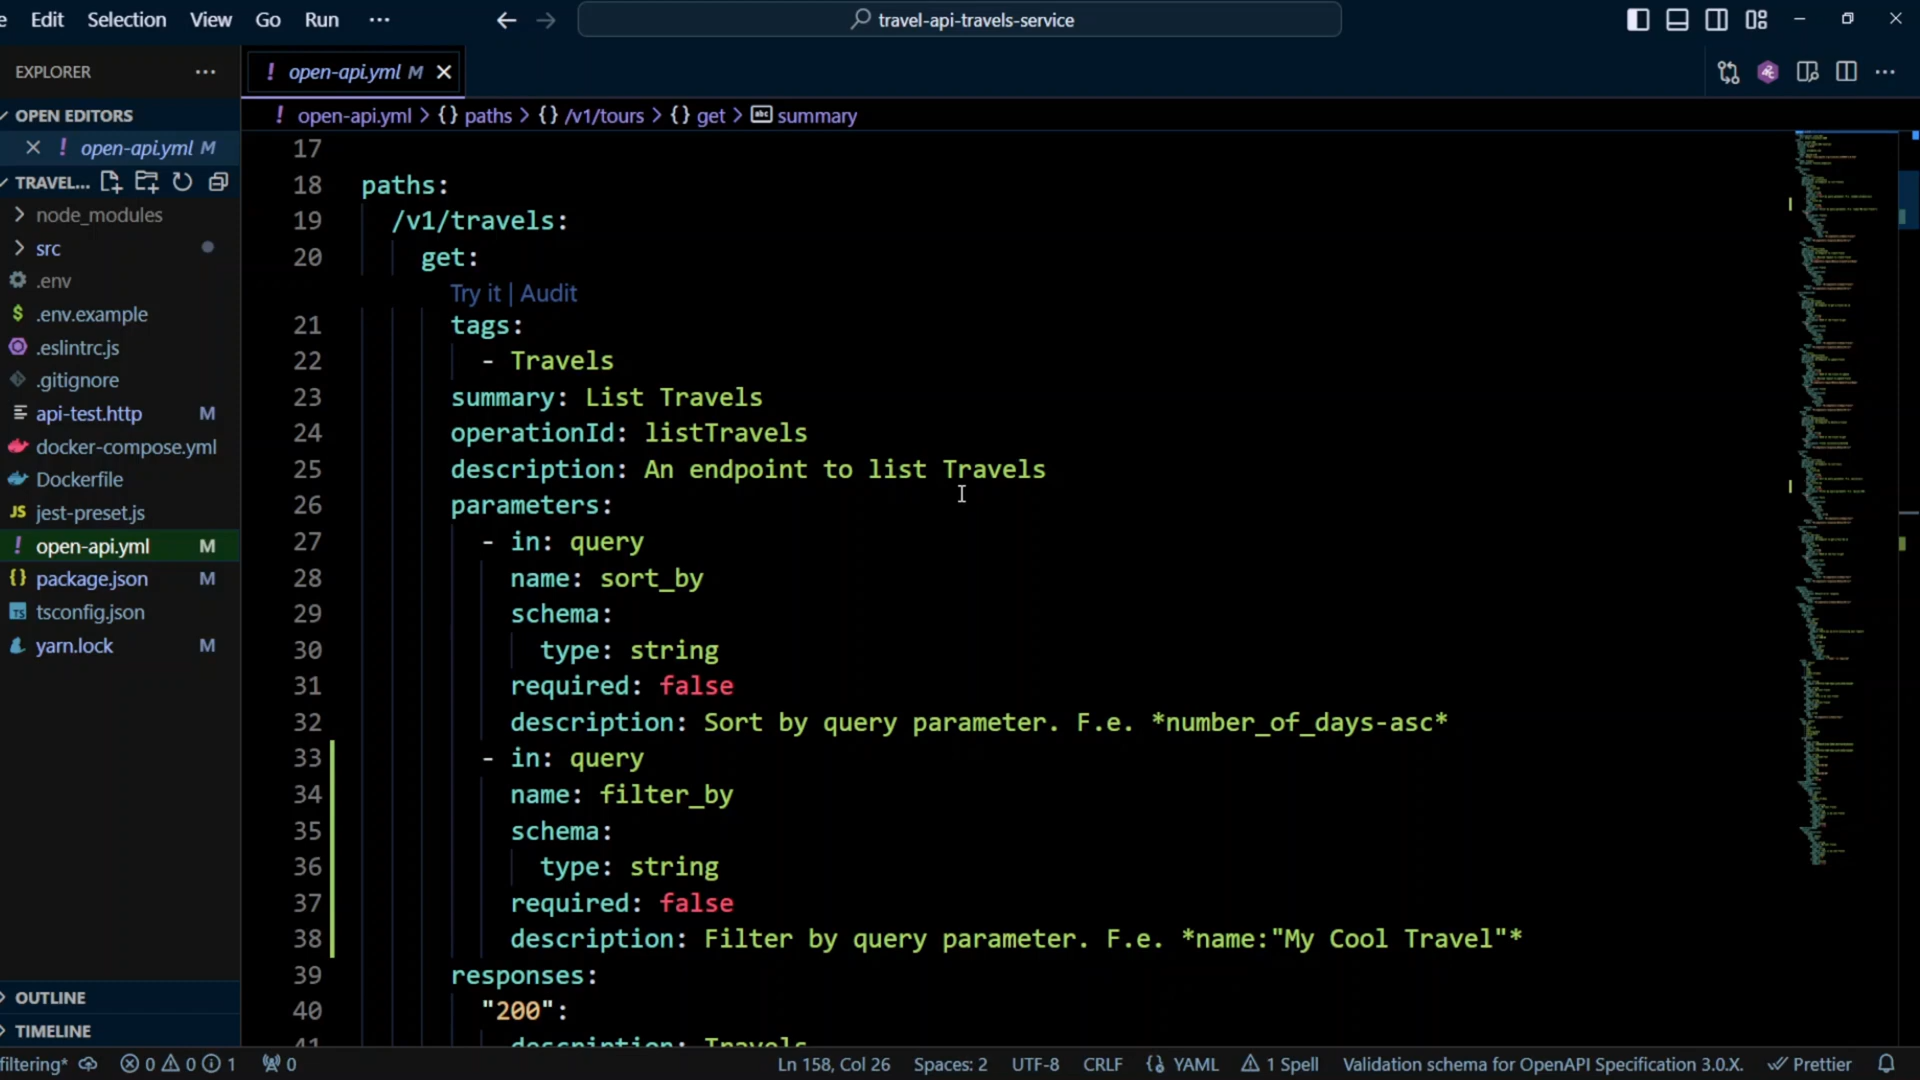 e Edit Selection View Go Run ... travel-api-travels-service
EXPLORER ...
! open-api.yml M
OPEN EDITORS
! open-api.yml > {} paths > {} /v1/tours > {} get > abc summary
! open-api.yml M
TRAVEL...
node_modules
src
.env
$ .env.example
.eslintrc.js
.gitignore
api-test.http M
docker-compose.yml
Dockerfile
JS jest-preset.js
! open-api.yml M
{} package.json M
TS tsconfig.json
yarn.lock M
OUTLINE
TIMELINE
17
18 paths:
19 /v1/travels:
20 get:
Try it | Audit
21 tags:
22 - Travels
23 summary: List Travels
24 operationId: listTravels
25 description: An endpoint to list Travels
26 parameters:
27 - in: query
28 name: sort_by
29 schema:
30 type: string
31 required: false
32 description: Sort by query parameter. F.e. *number_of_days-asc*
33 - in: query
34 name: filter_by
35 schema:
36 type: string
37 required: false
38 description: Filter by query parameter. F.e. *name:"My Cool Travel"*
39 responses:
40 "200":
41 description: Travels
filtering* 0 0 1 0 Ln 158, Col 26 Spaces: 2 UTF-8 CRLF {} YAML 1 Spell Validation schema for OpenAPI Specification 3.0.X. Prettier